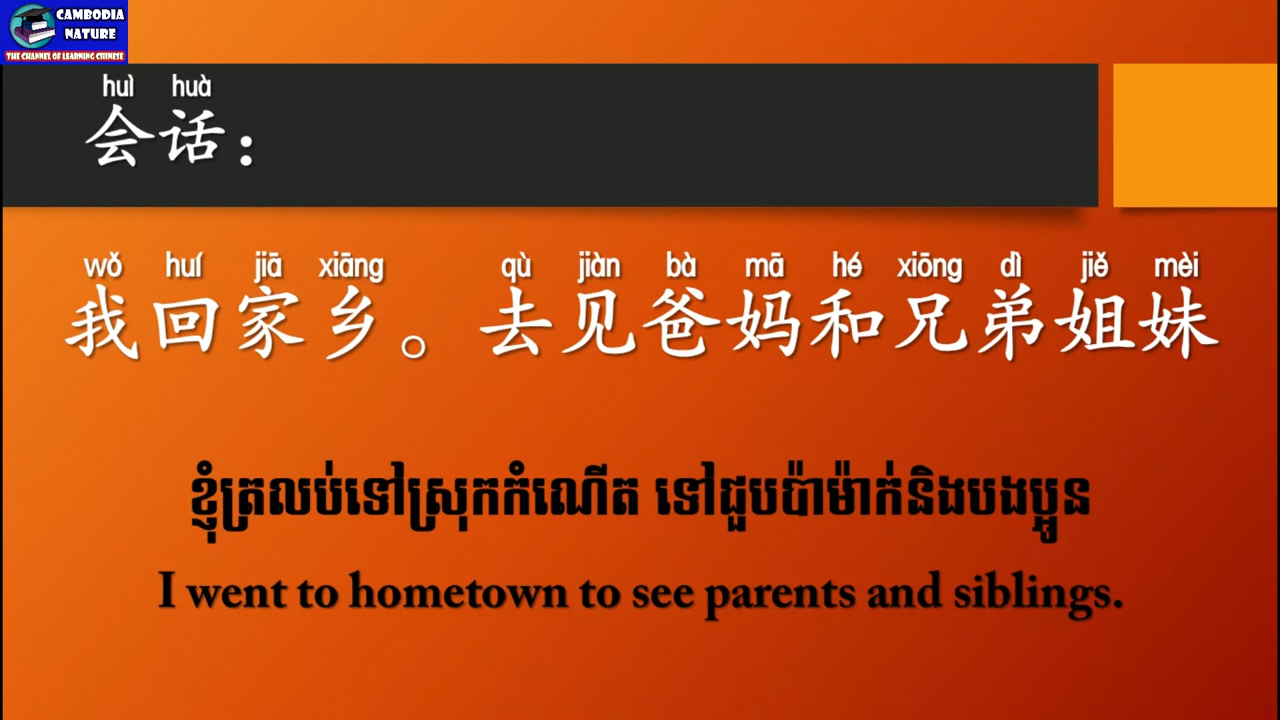 CAMBODIA
NATURE
THE CHANNEL OF LEARNING CHINESE
huì huà
会话：
wǒ huí jiā xiāng qù jiàn bà mā hé xiōng dì jiě mèi
我回家乡。去见爸妈和兄弟姐妹
ខ្ញុំត្រលប់ទៅស្រុកកំណើត ទៅជួបប៉ាម៉ាក់និងបងប្អូន
I went to hometown to see parents and siblings.